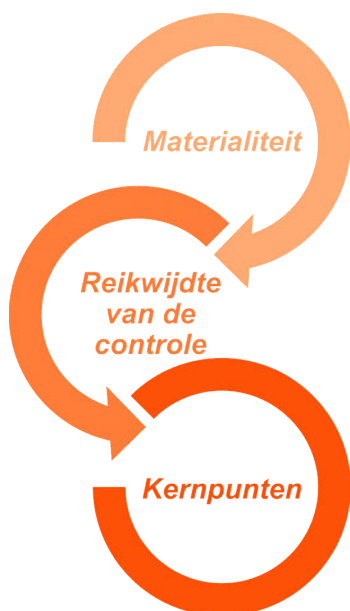 Materialiteit
Reikwijdte
van de
controle
Kernpunten